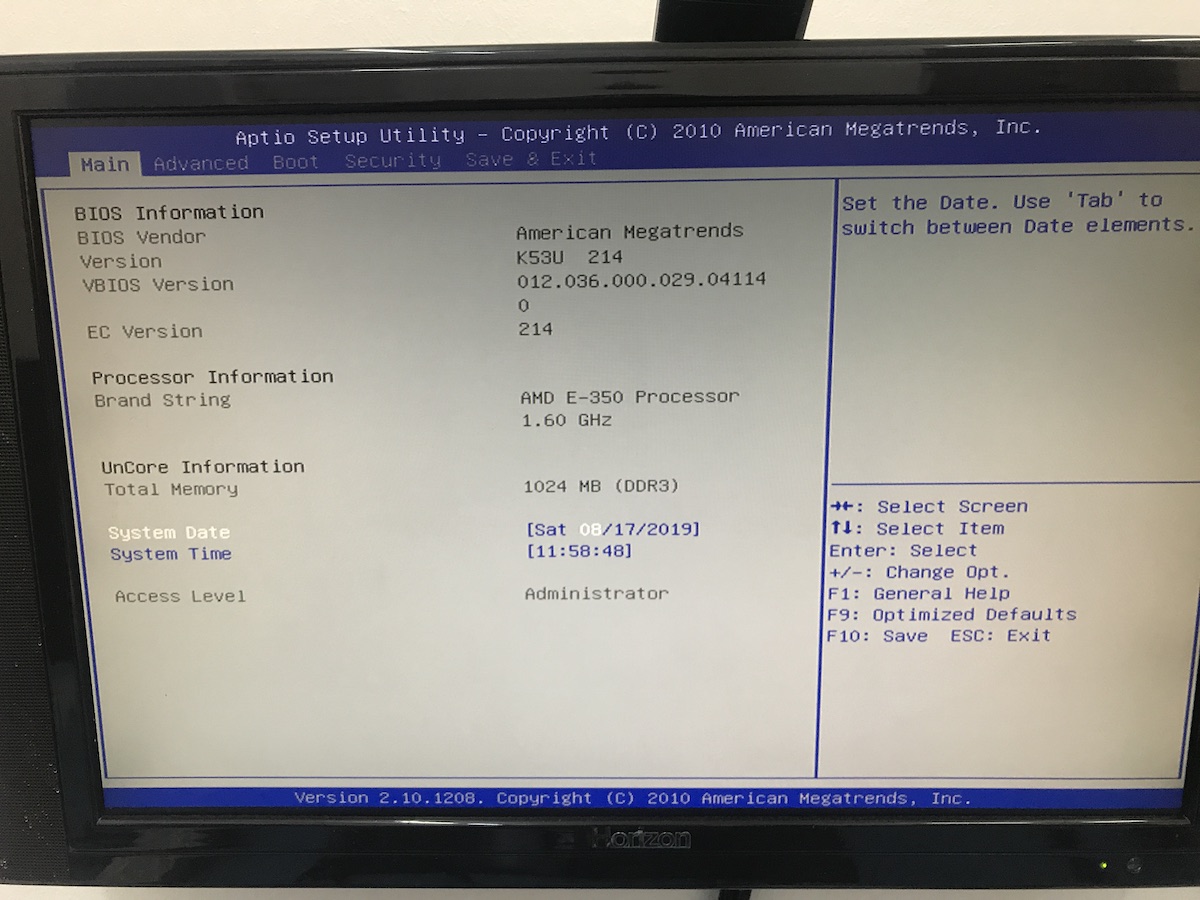 Aptio Setup Utility - Copyright (C) 2010 American Megatrends, Inc.
Main Advanced Boot Security Save & Exit
BIOS Information
BIOS Vendor American Megatrends
Version K53U 214
VBIOS Version 012.036.000.029.04114
0
EC Version 214
Processor Information
Brand String AMD E-350 Processor
1.60 GHz
UnCore Information
Total Memory 1024 MB (DDR3)
System Date [Sat 08/17/2019]
System Time [11:58:48]
Access Level Administrator
Set the Date. Use 'Tab' to
switch between Date elements.
→←: Select Screen
↑↓: Select Item
Enter: Select
+/-: Change Opt.
F1: General Help
F9: Optimized Defaults
F10: Save ESC: Exit
Version 2.10.1208. Copyright (C) 2010 American Megatrends, Inc.
Horizon